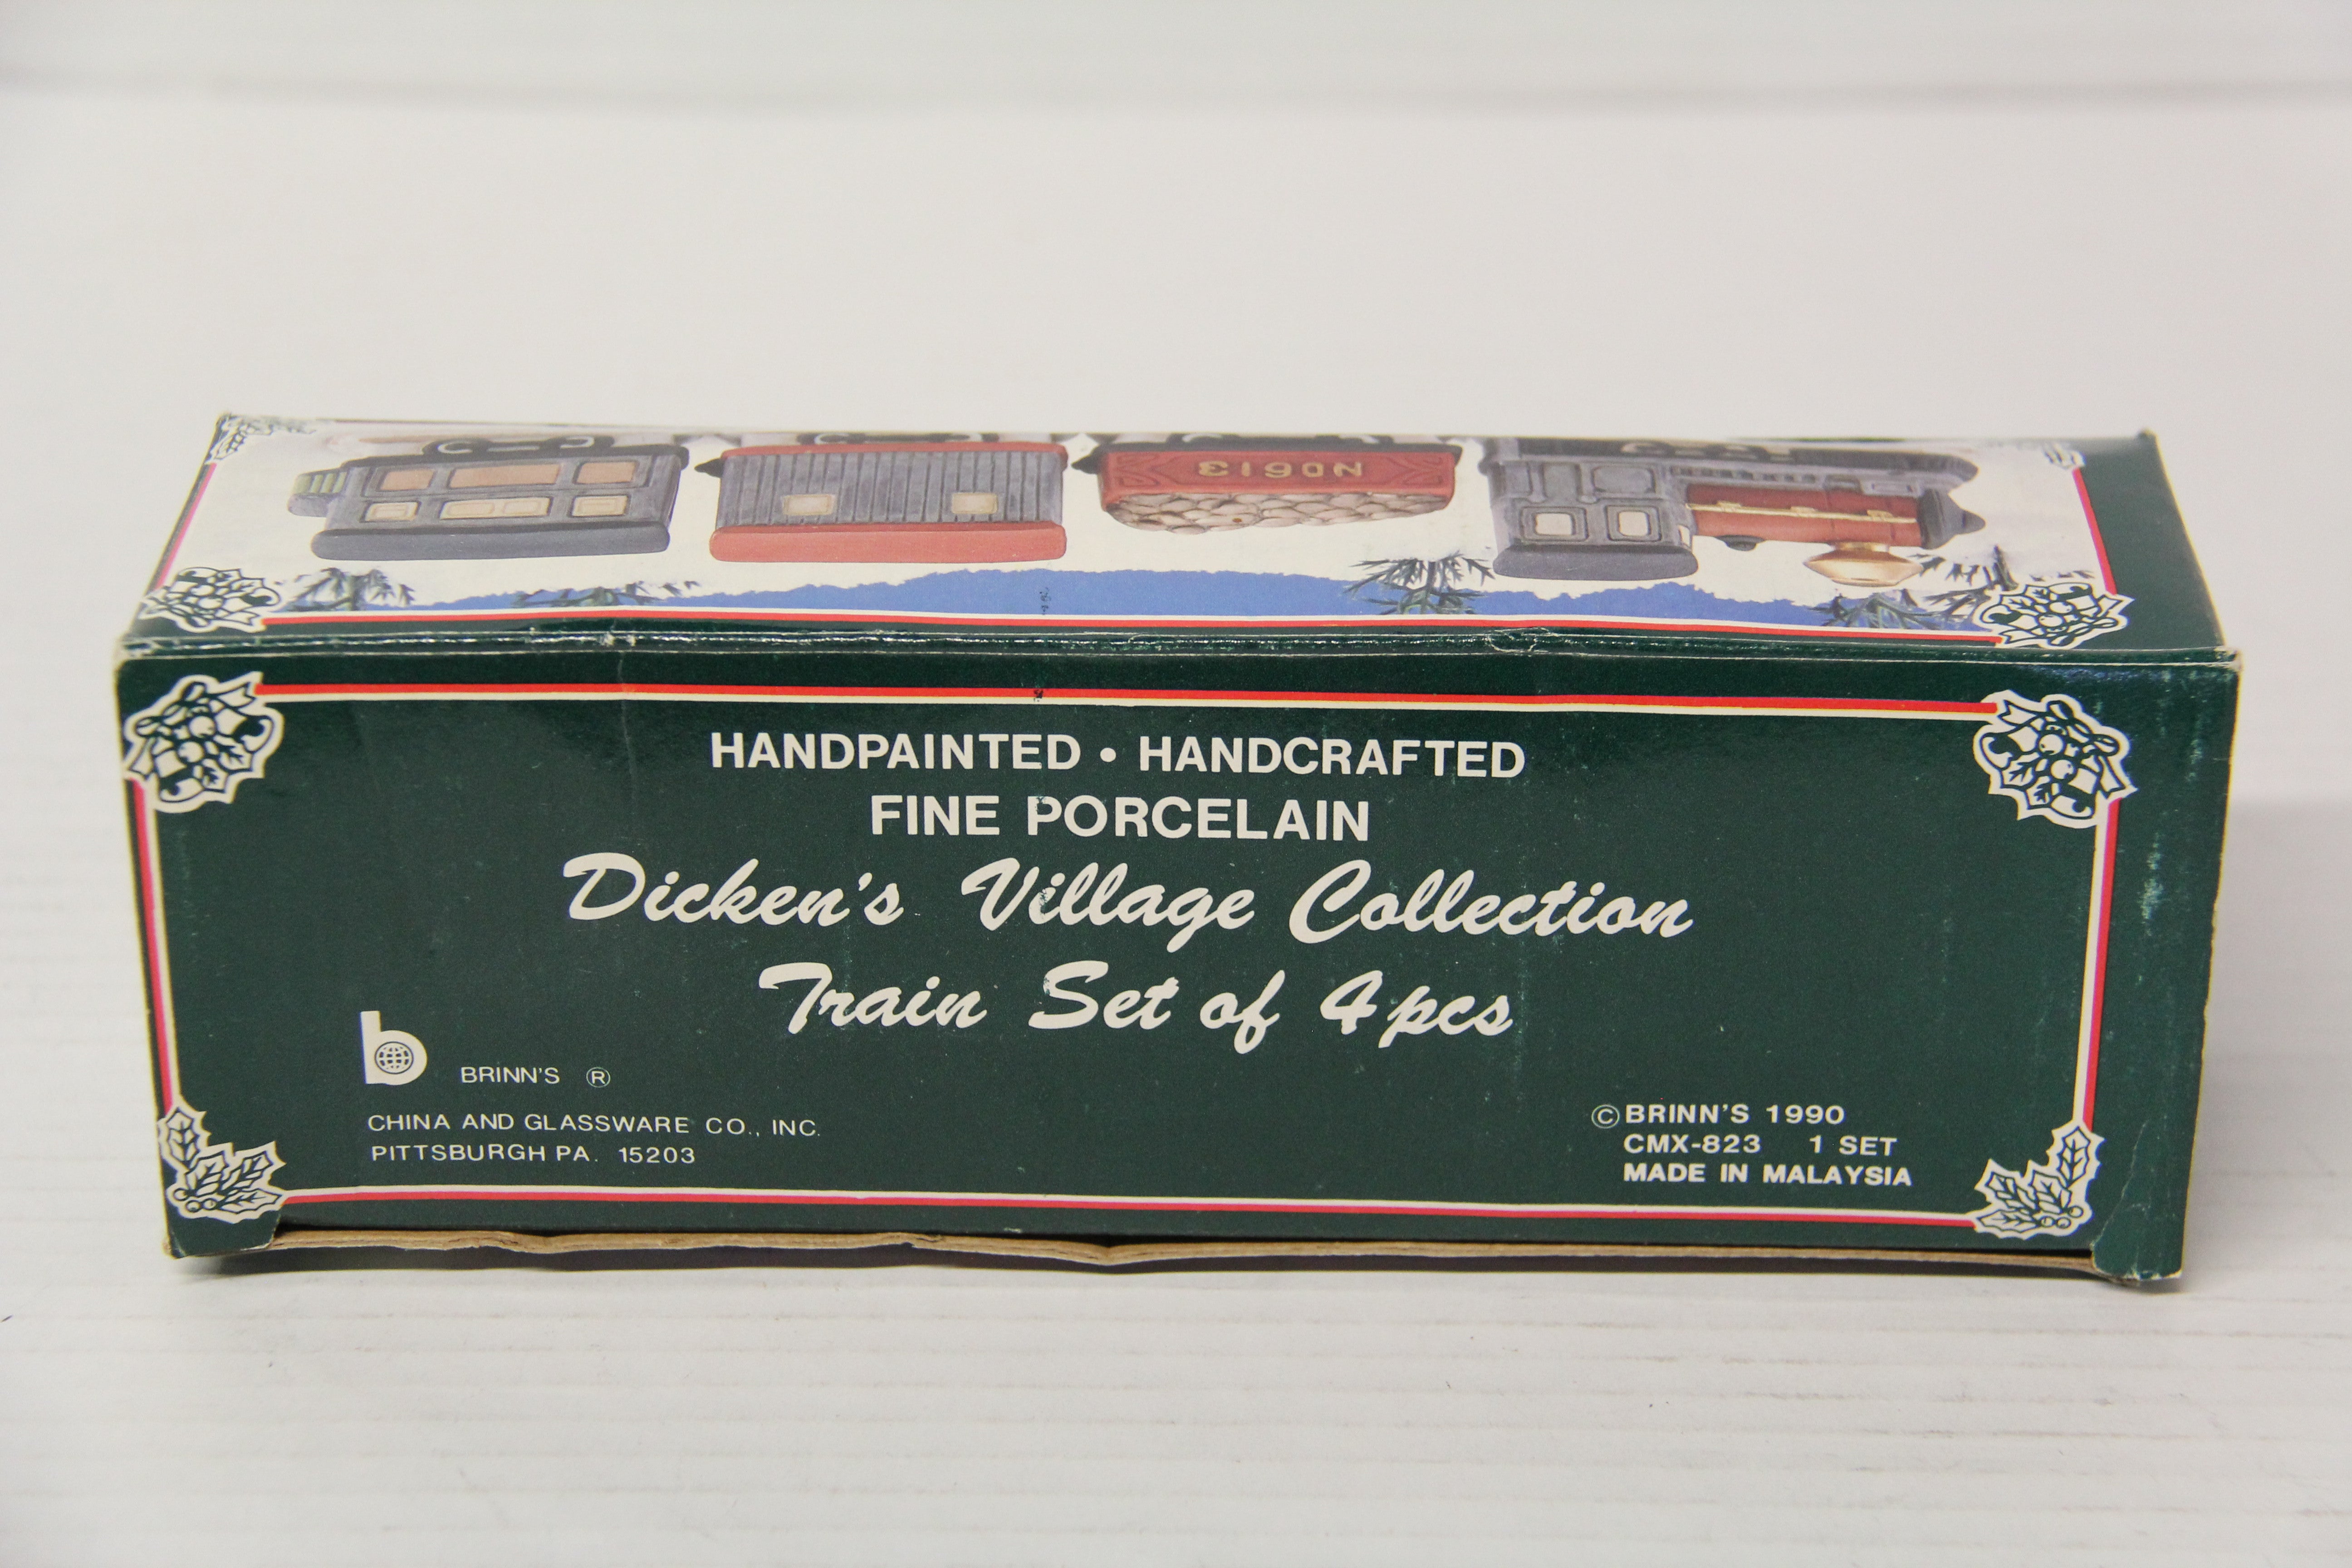 HANDPAINTED • HANDCRAFTED
FINE PORCELAIN
Dicken's Village Collection
Train Set of 4pcs
b
BRINN'S ®
CHINA AND GLASSWARE CO., INC.
PITTSBURGH PA. 15203
© BRINN'S 1990
CMX-823 1 SET
MADE IN MALAYSIA